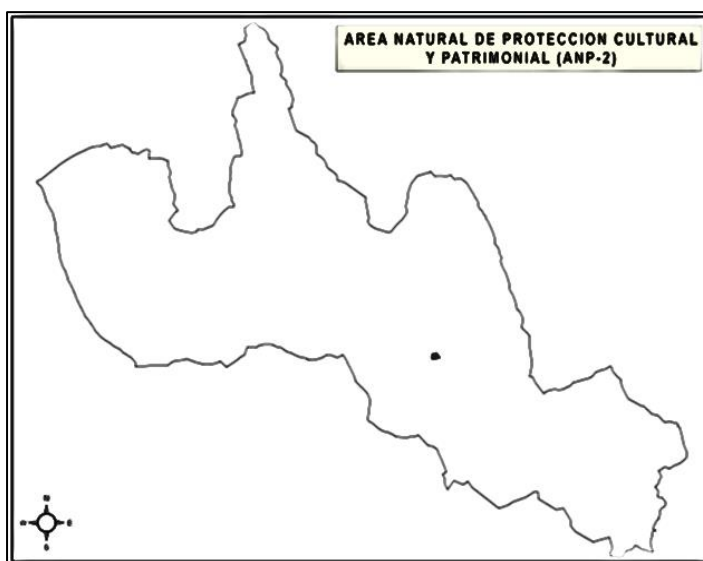 AREA NATURAL DE PROTECCION CULTURAL
Y PATRIMONIAL (ANP-2)
N
S